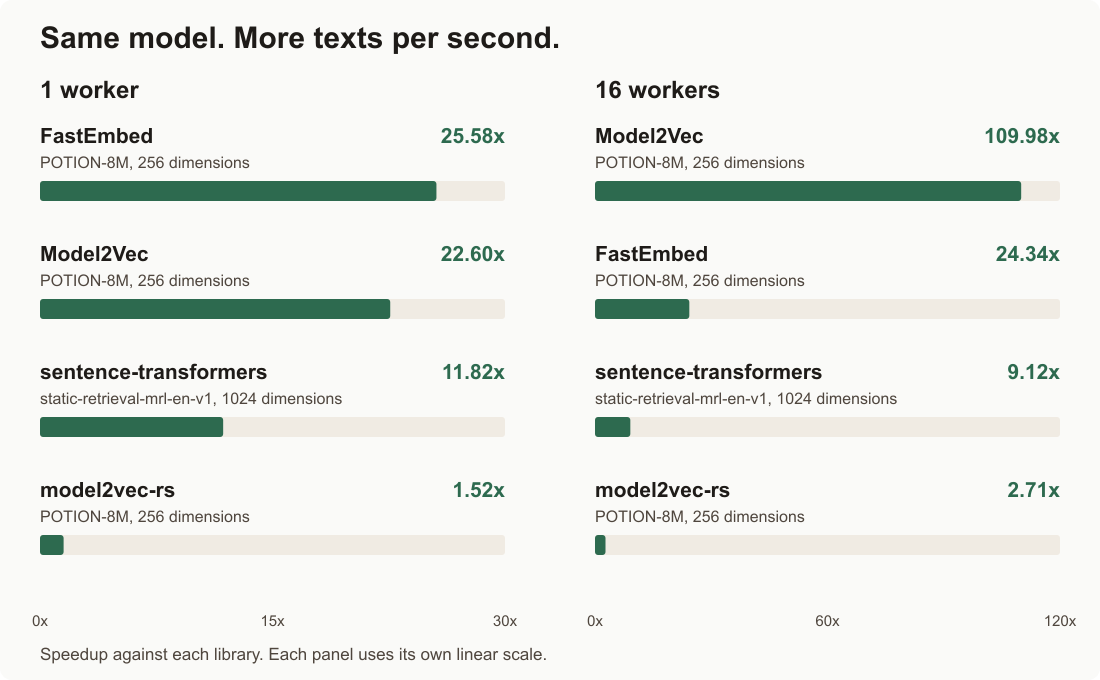 Same model. More texts per second.
1 worker
FastEmbed 25.58x
POTION-8M, 256 dimensions
Model2Vec 22.60x
POTION-8M, 256 dimensions
sentence-transformers 11.82x
static-retrieval-mrl-en-v1, 1024 dimensions
model2vec-rs 1.52x
POTION-8M, 256 dimensions
0x 15x 30x
16 workers
Model2Vec 109.98x
POTION-8M, 256 dimensions
FastEmbed 24.34x
POTION-8M, 256 dimensions
sentence-transformers 9.12x
static-retrieval-mrl-en-v1, 1024 dimensions
model2vec-rs 2.71x
POTION-8M, 256 dimensions
0x 60x 120x
Speedup against each library. Each panel uses its own linear scale.